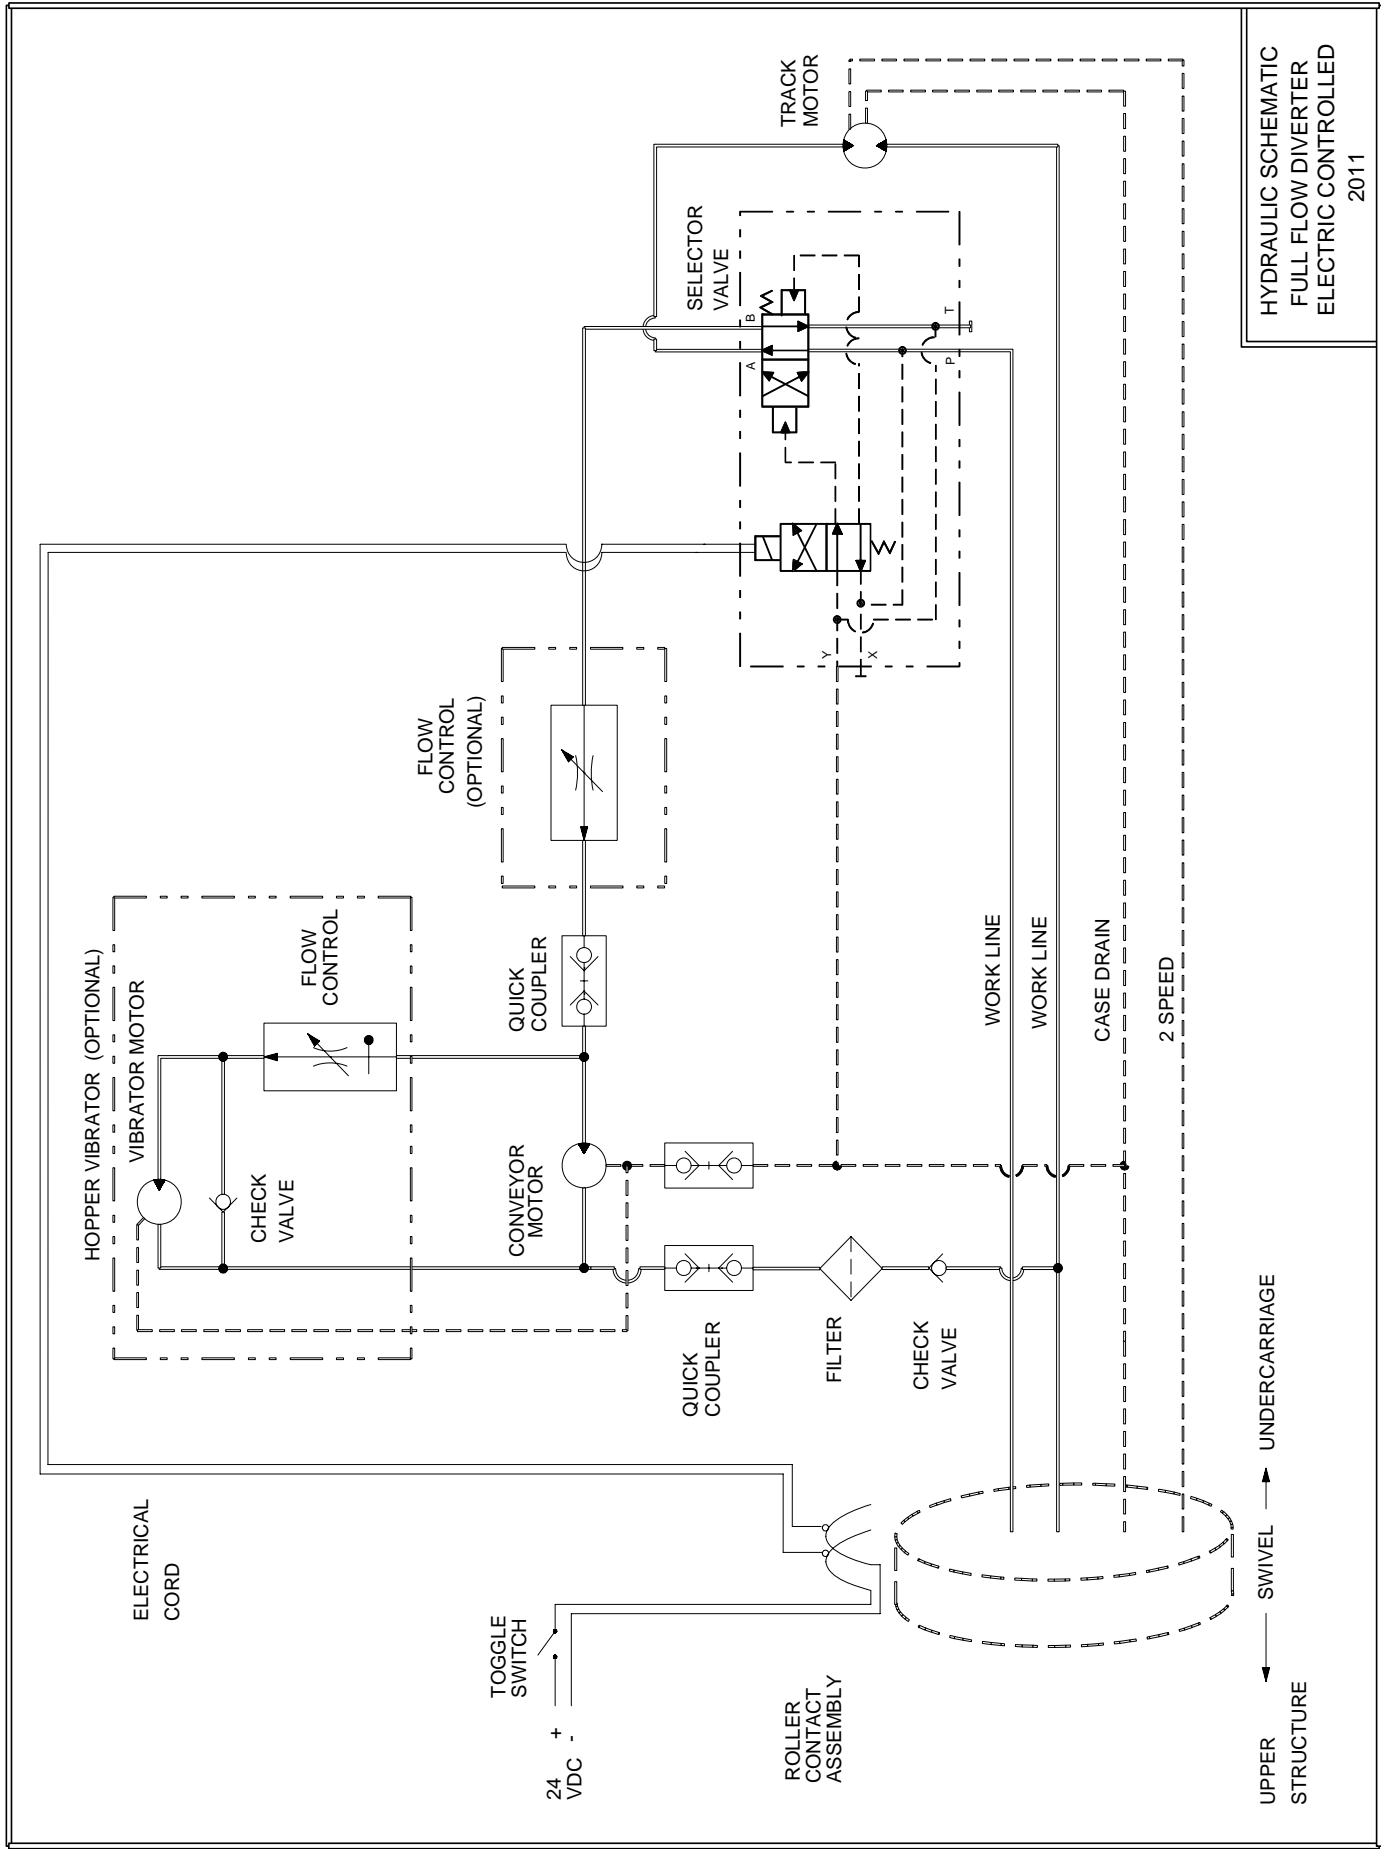 HYDRAULIC SCHEMATIC
FULL FLOW DIVERTER
ELECTRIC CONTROLLED
2011
ELECTRICAL
CORD
HOPPER VIBRATOR (OPTIONAL)
VIBRATOR MOTOR
FLOW
CONTROL
CHECK
VALVE
FLOW
CONTROL
(OPTIONAL)
QUICK
COUPLER
CONVEYOR
MOTOR
TRACK
MOTOR
SELECTOR
VALVE
A
B
P
T
Y
X
TOGGLE
SWITCH
24
VDC
+
-
QUICK
COUPLER
FILTER
CHECK
VALVE
ROLLER
CONTACT
ASSEMBLY
WORK LINE
WORK LINE
CASE DRAIN
2 SPEED
UPPER
STRUCTURE
SWIVEL
UNDERCARRIAGE